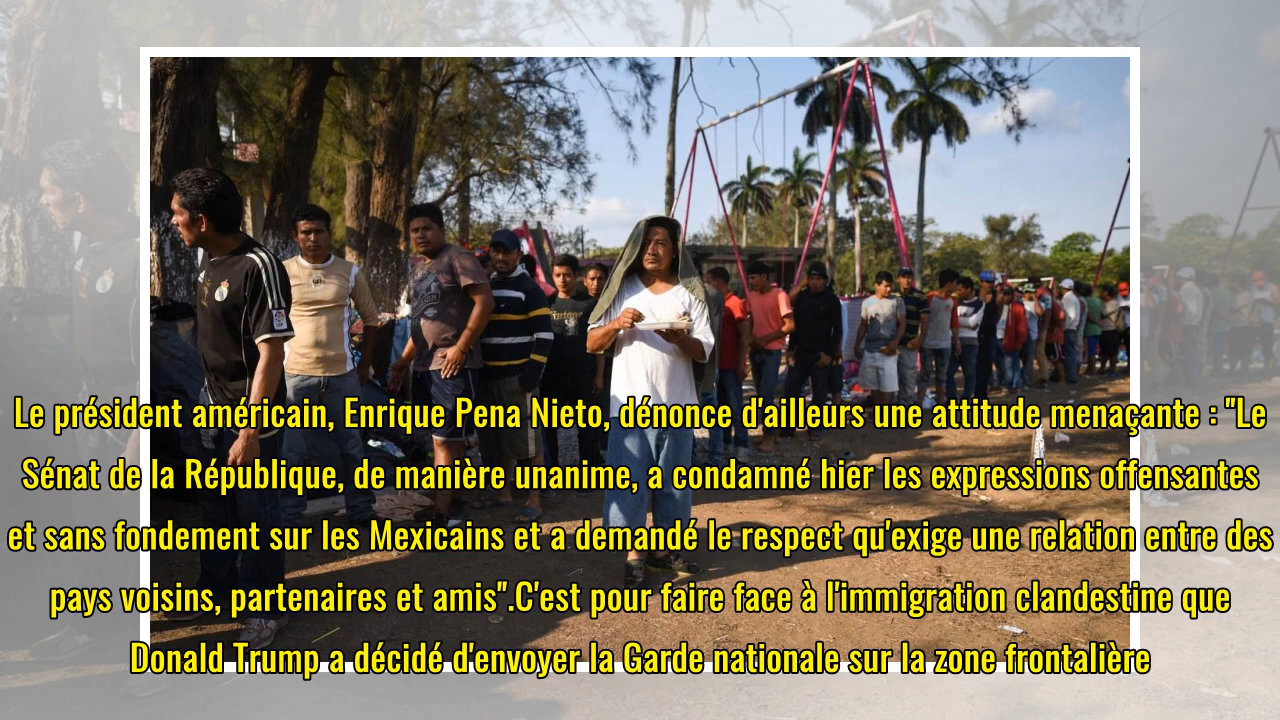 Le président américain, Enrique Pena Nieto, dénonce d'ailleurs une attitude menaçante : "Le
Sénat de la République, de manière unanime, a condamné hier les expressions offensantes
et sans fondement sur les Mexicains et a demandé le respect qu'exige une relation entre des
pays voisins, partenaires et amis".C'est pour faire face à l'immigration clandestine que
Donald Trump a décidé d'envoyer la Garde nationale sur la zone frontalière